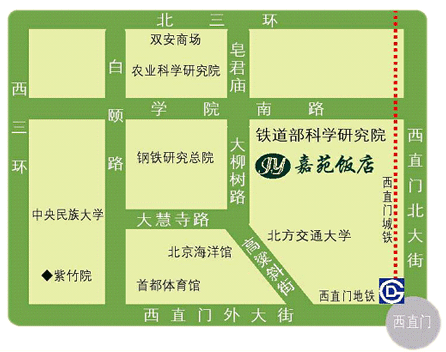 北三环
双安商场
皂君庙
白颐路
农业科学研究院
西三环
学院南路
铁道部科学研究院
大柳树路
钢铁研究总院
JY 嘉苑饭店
西直门城铁
西直门北大街
中央民族大学
大慧寺路
北方交通大学
高梁斜街
北京海洋馆
◆紫竹院
首都体育馆
西直门地铁
西直门外大街
西直门